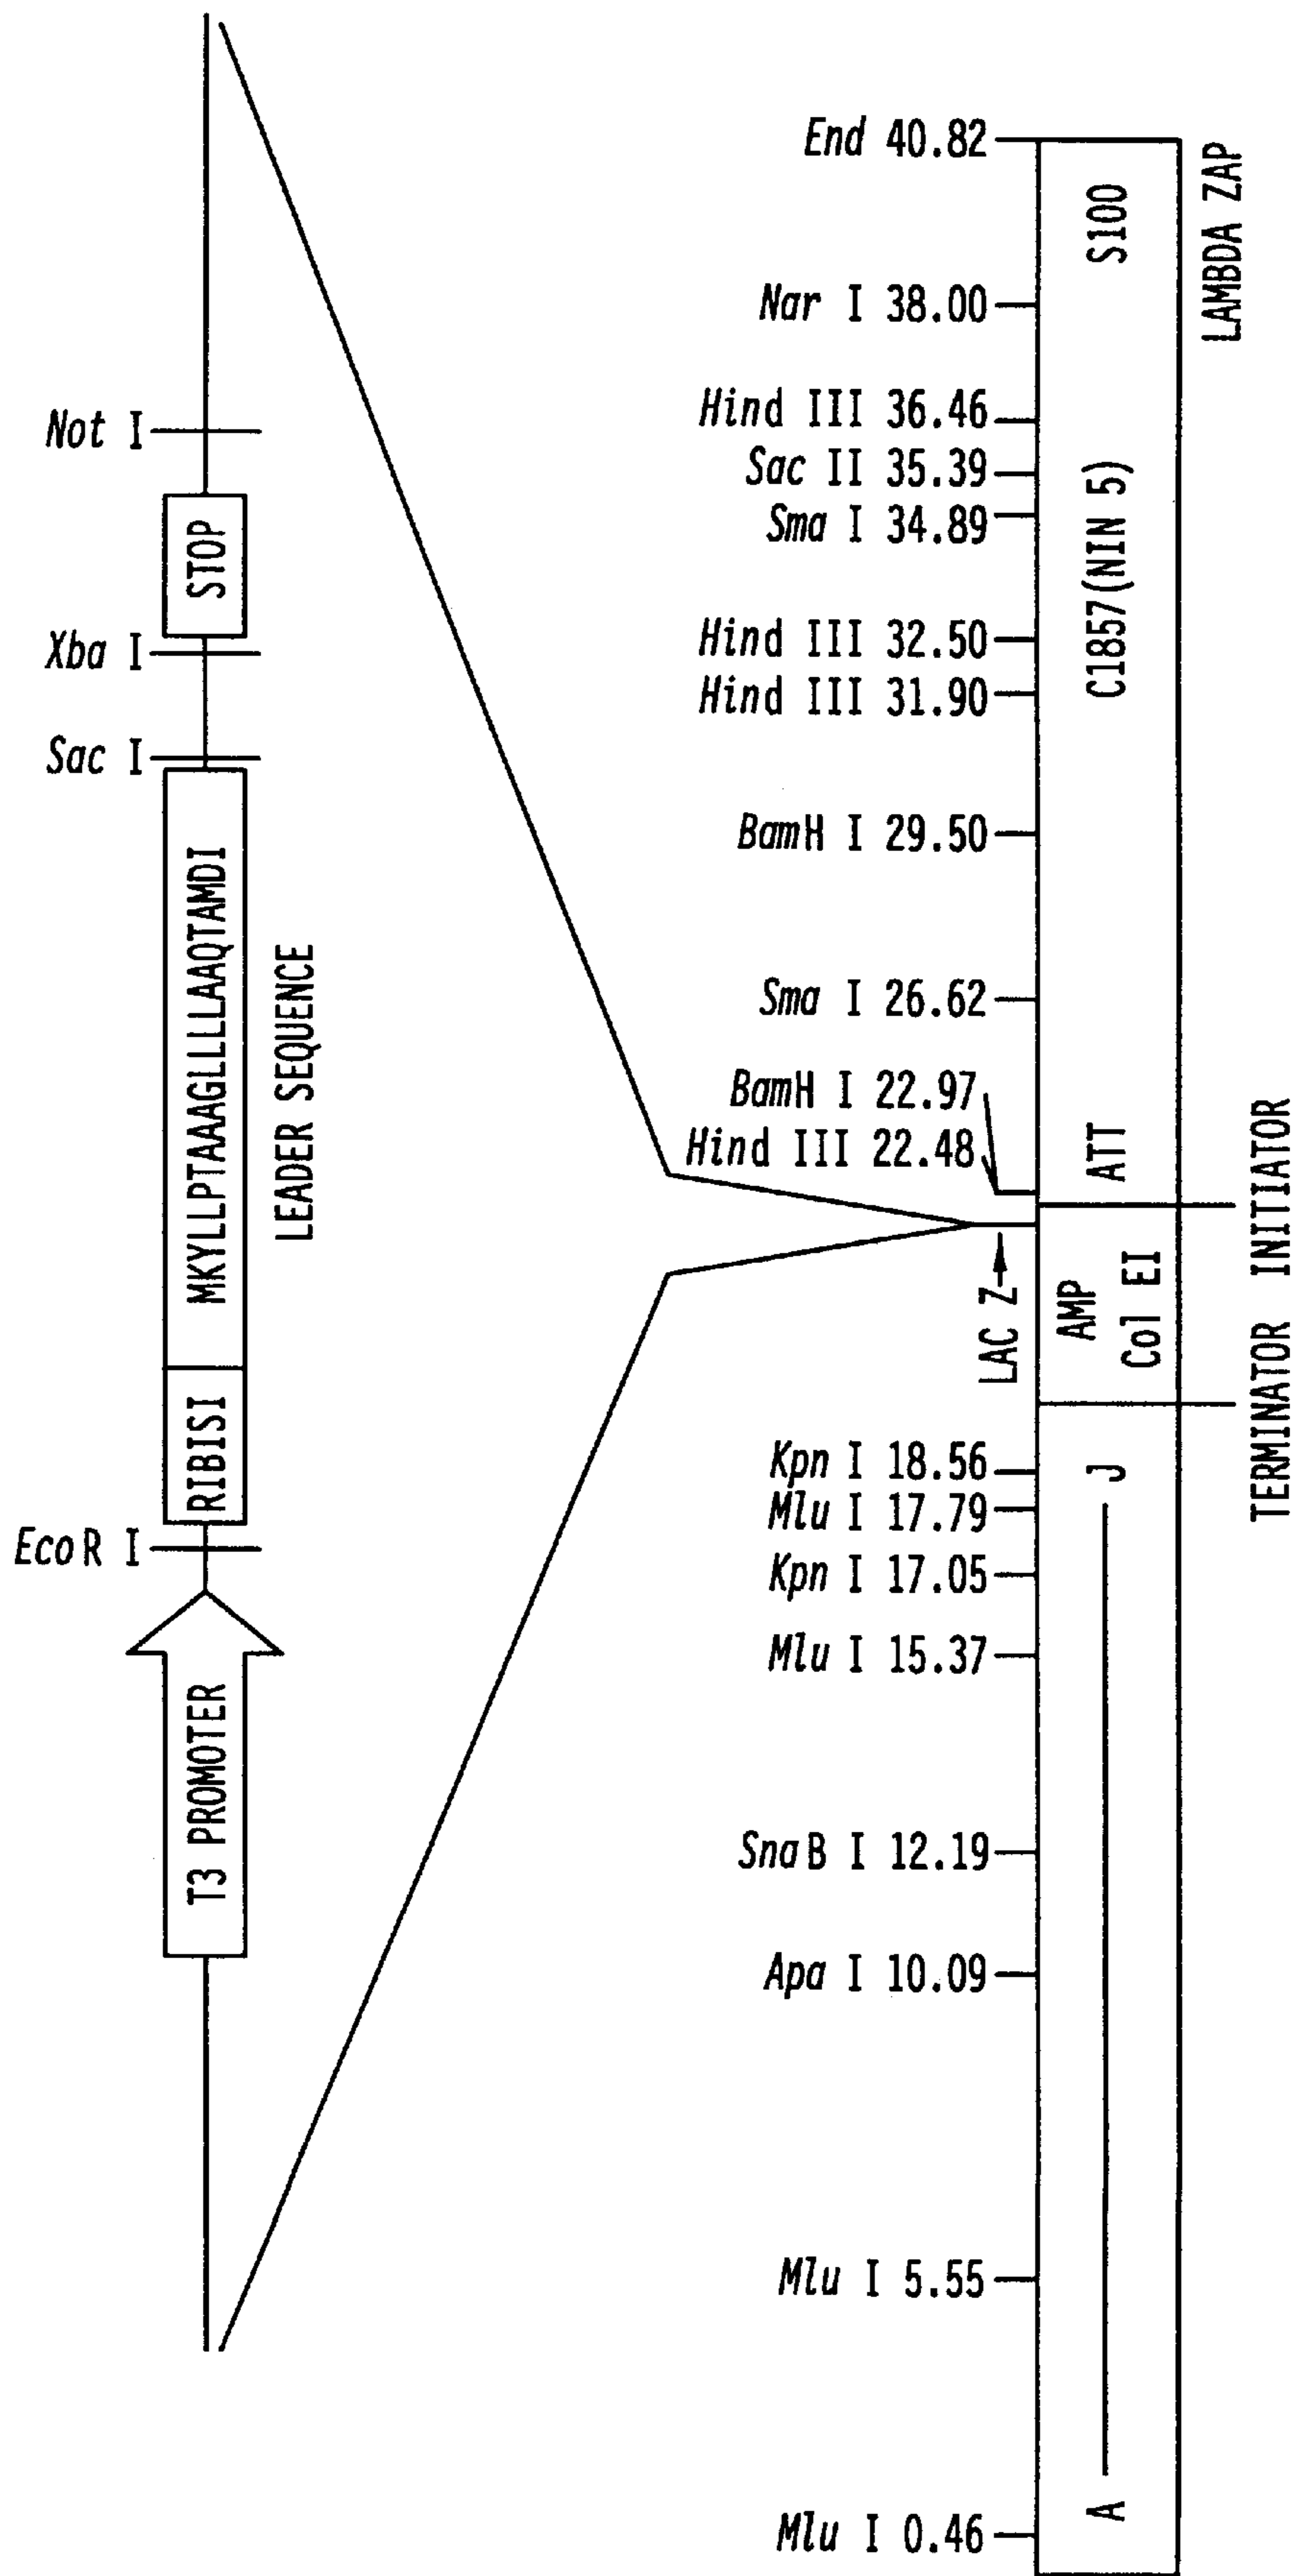 T3 PROMOTER
EcoR I
RIBISI
MKYLLPTAAAGLLLLAAQTAMDI
LEADER SEQUENCE
Sac I
Xba I
STOP
Not I
Mlu I 0.46
Mlu I 5.55
Apa I 10.09
SnaB I 12.19
Mlu I 15.37
Kpn I 17.05
Mlu I 17.79
Kpn I 18.56
LAC Z
Hind III 22.48
BamH I 22.97
Sma I 26.62
BamH I 29.50
Hind III 31.90
Hind III 32.50
Sma I 34.89
Sac II 35.39
Hind III 36.46
Nar I 38.00
End 40.82
A
J
AMP
Col EI
ATT
C1857(NIN 5)
S100
TERMINATOR
INITIATOR
LAMBDA ZAP